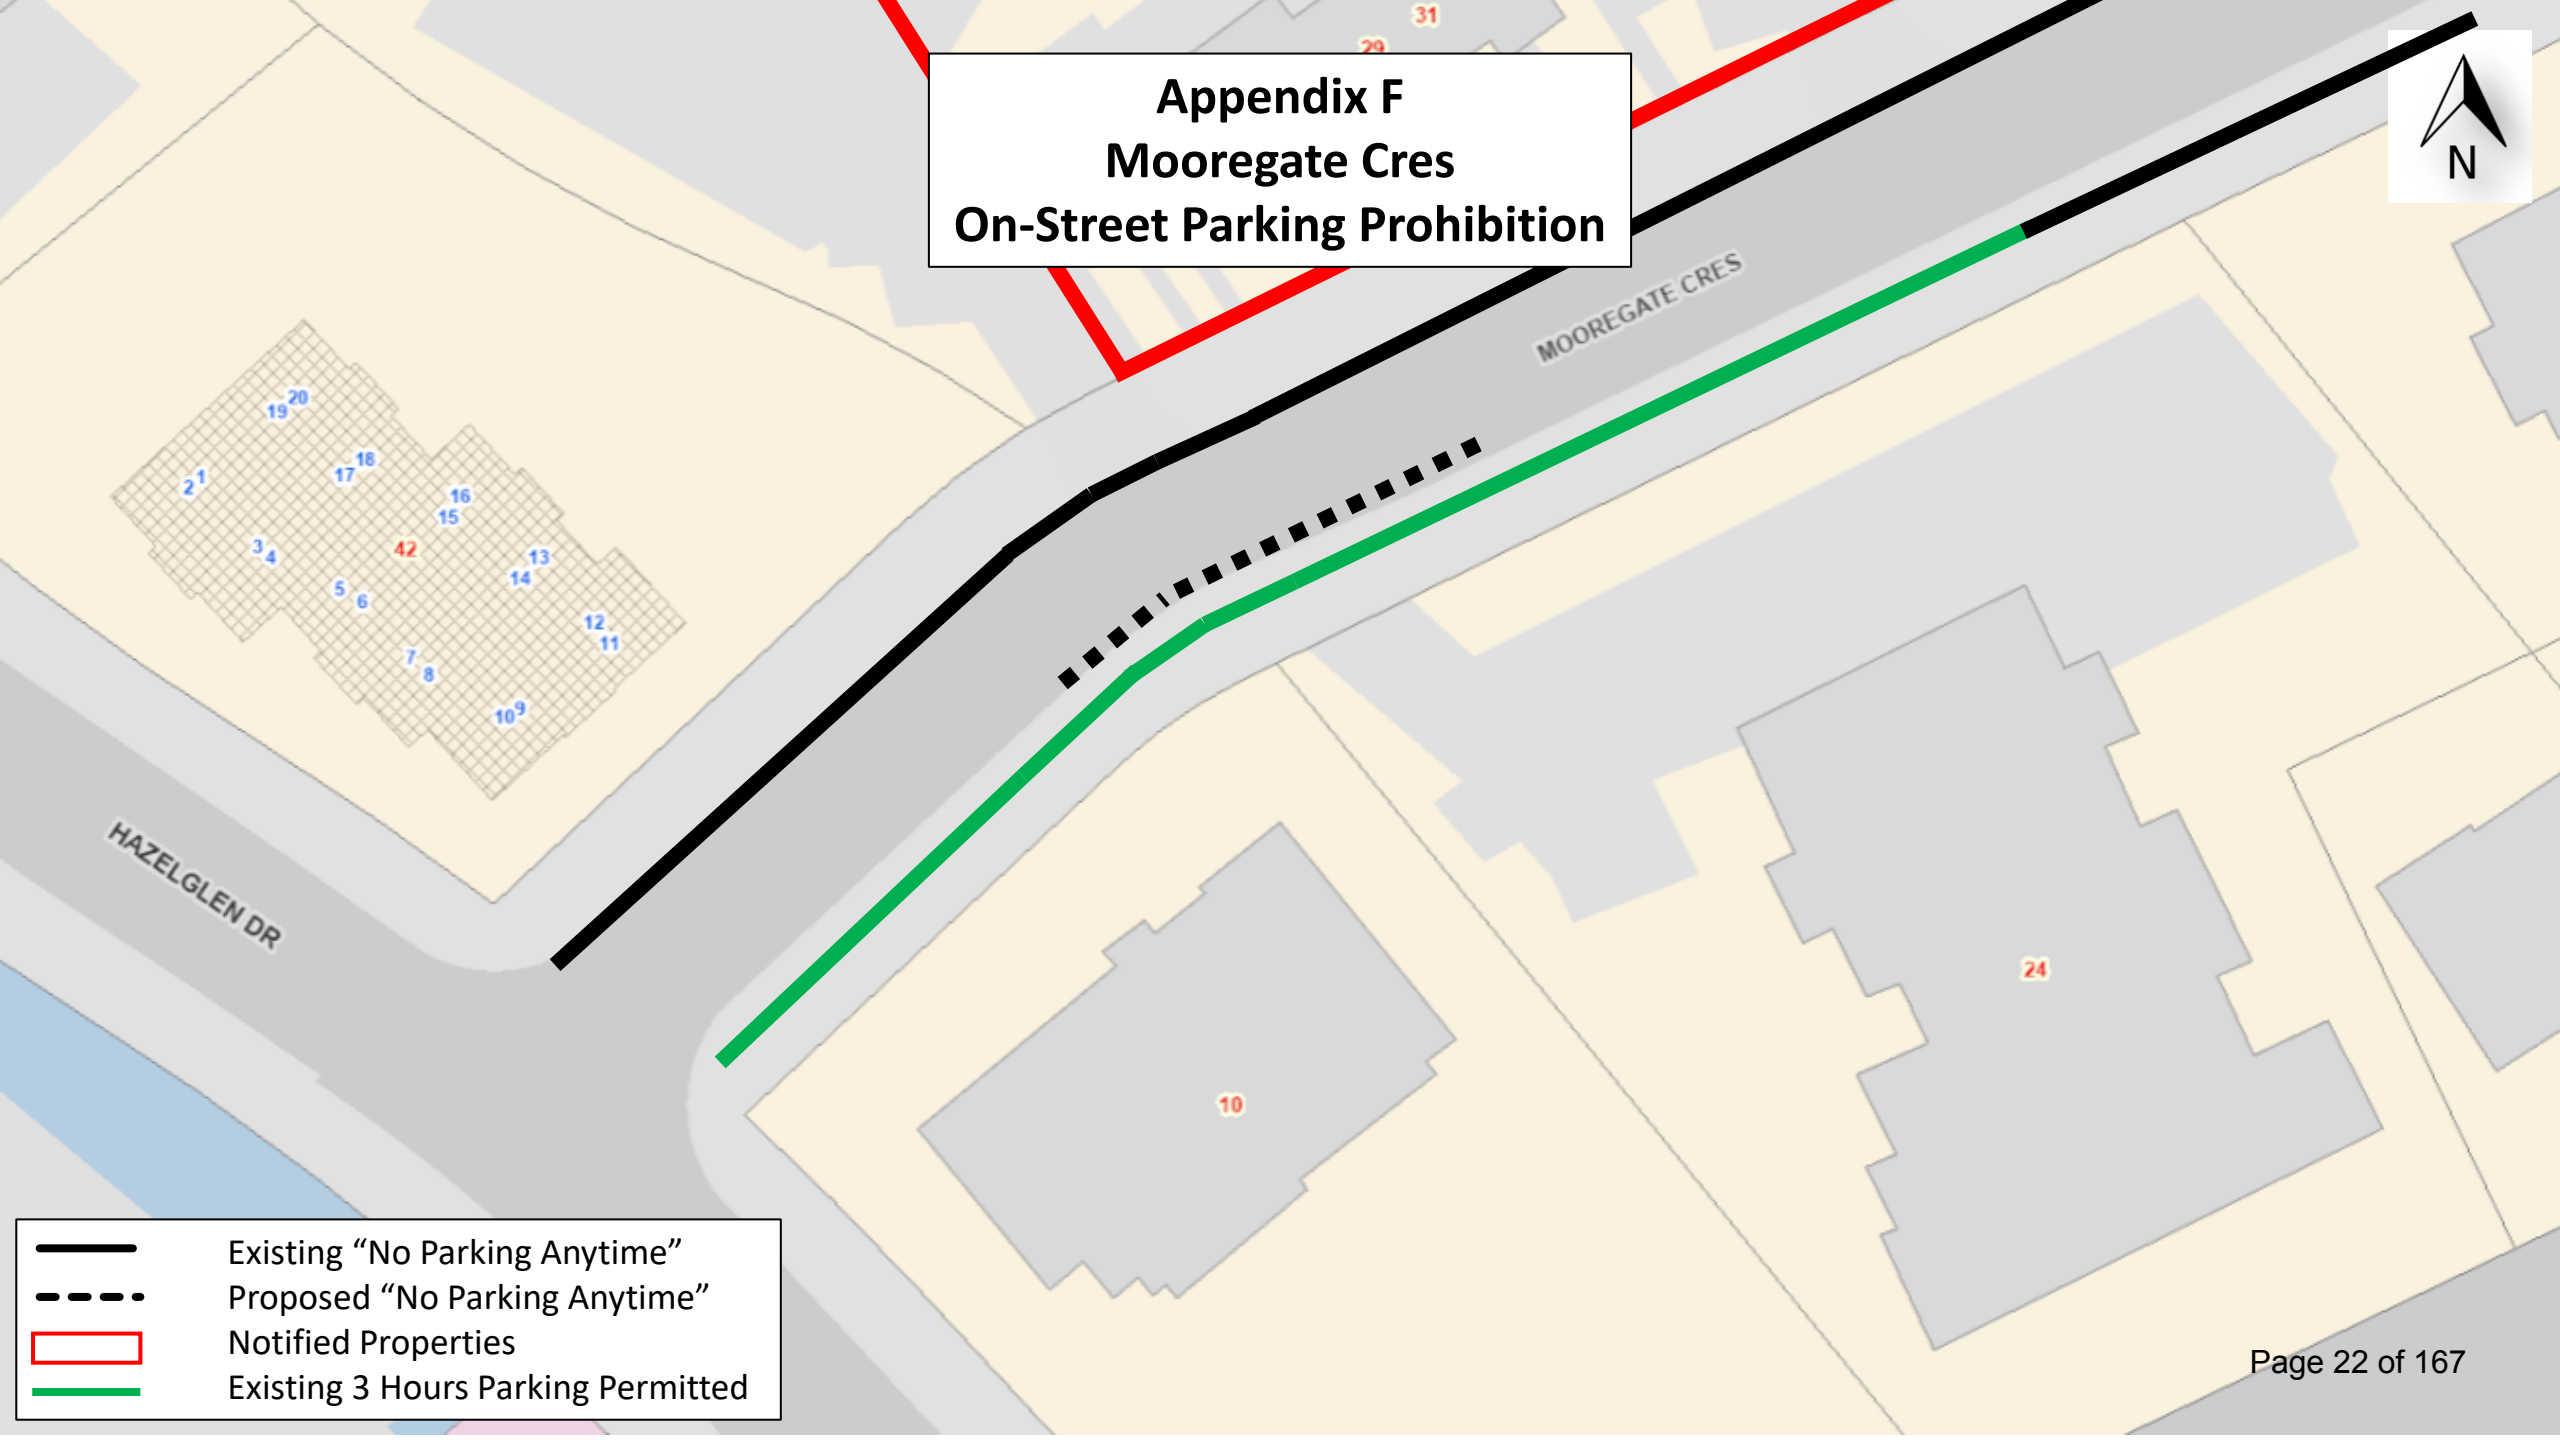 31
29
Appendix F
Mooregate Cres
On-Street Parking Prohibition
N
MOOREGATE CRES
20
19
18
17
1
2
16
15
42
3
4
13
14
5
6
12
11
7
8
9
10
HAZELGLEN DR
24
10
Existing “No Parking Anytime”
Proposed “No Parking Anytime”
Notified Properties
Existing 3 Hours Parking Permitted
Page 22 of 167